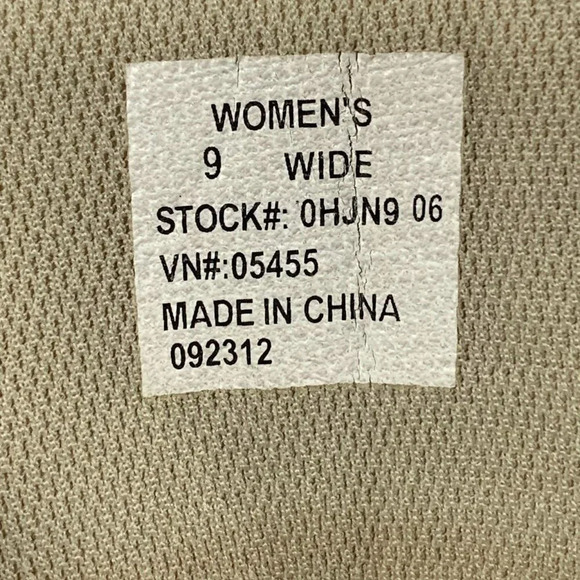 WOMEN'S
9 WIDE
STOCK#: 0HJN9 06
VN#:05455
MADE IN CHINA
092312